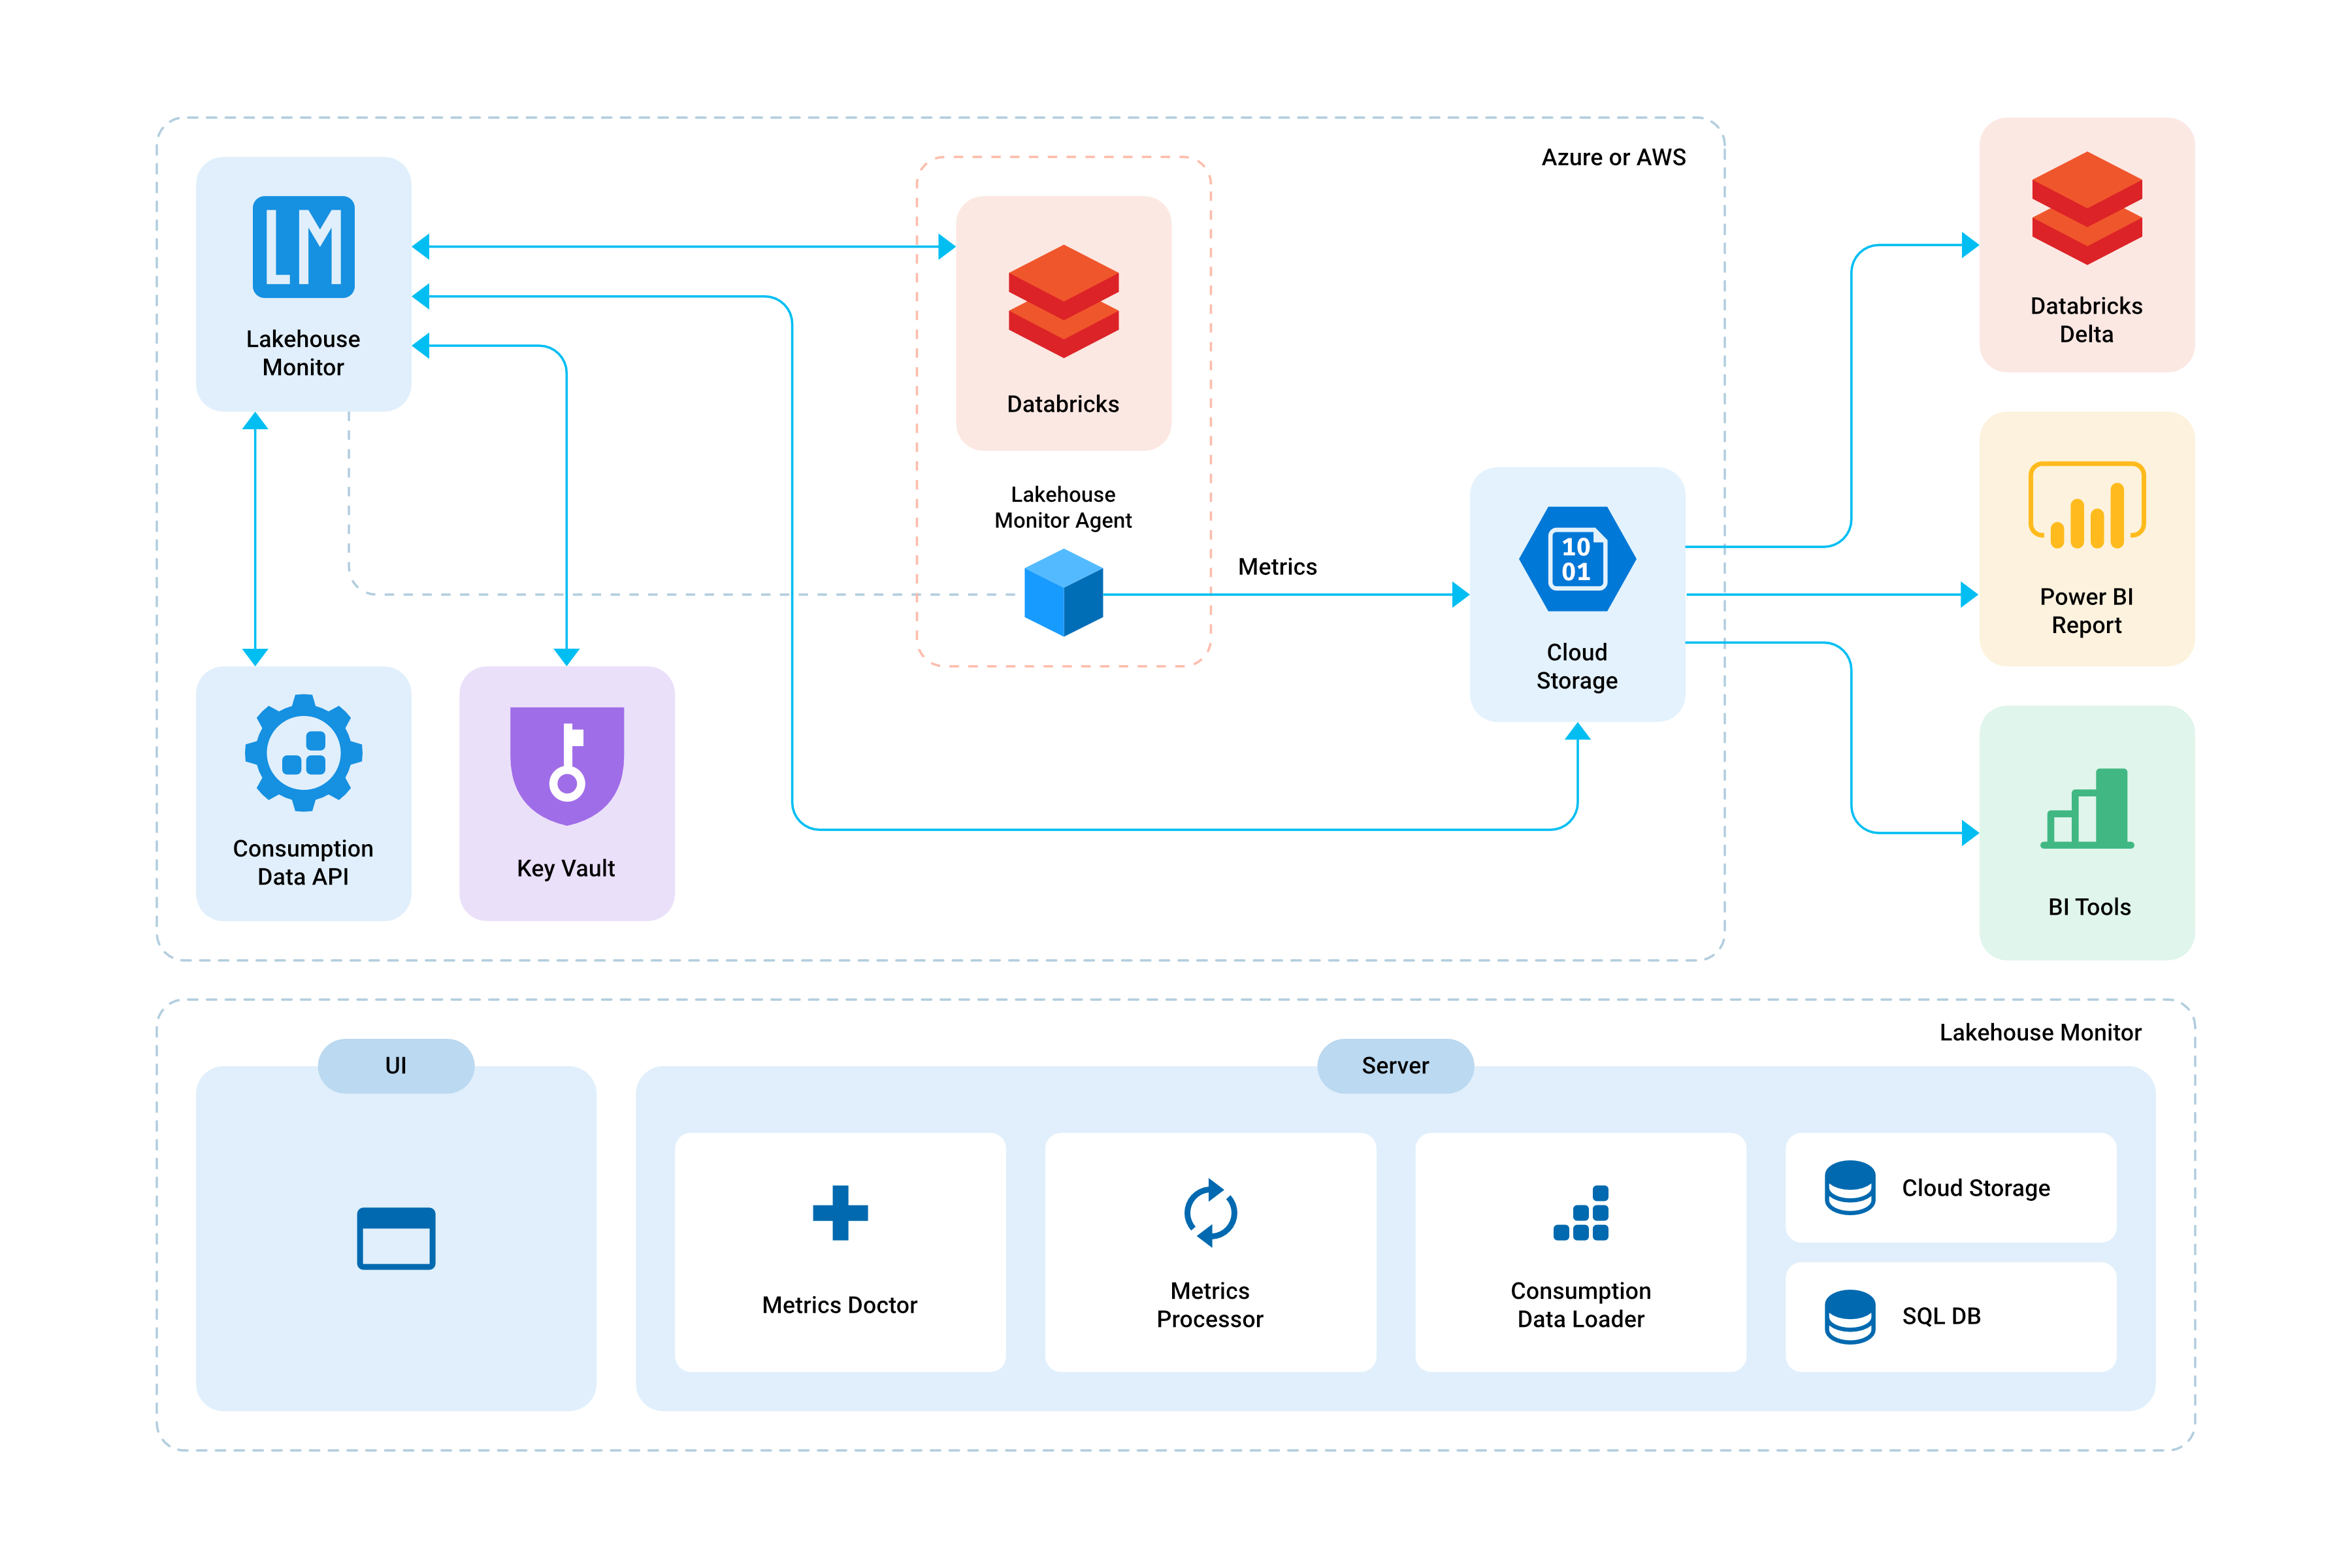 Azure or AWS
LM
Lakehouse
Monitor
Databricks
Lakehouse
Monitor Agent
Metrics
10
01
Cloud
Storage
Consumption
Data API
Key Vault
Databricks
Delta
Power BI
Report
BI Tools
Lakehouse Monitor
UI
Server
Metrics Doctor
Metrics
Processor
Consumption
Data Loader
Cloud Storage
SQL DB